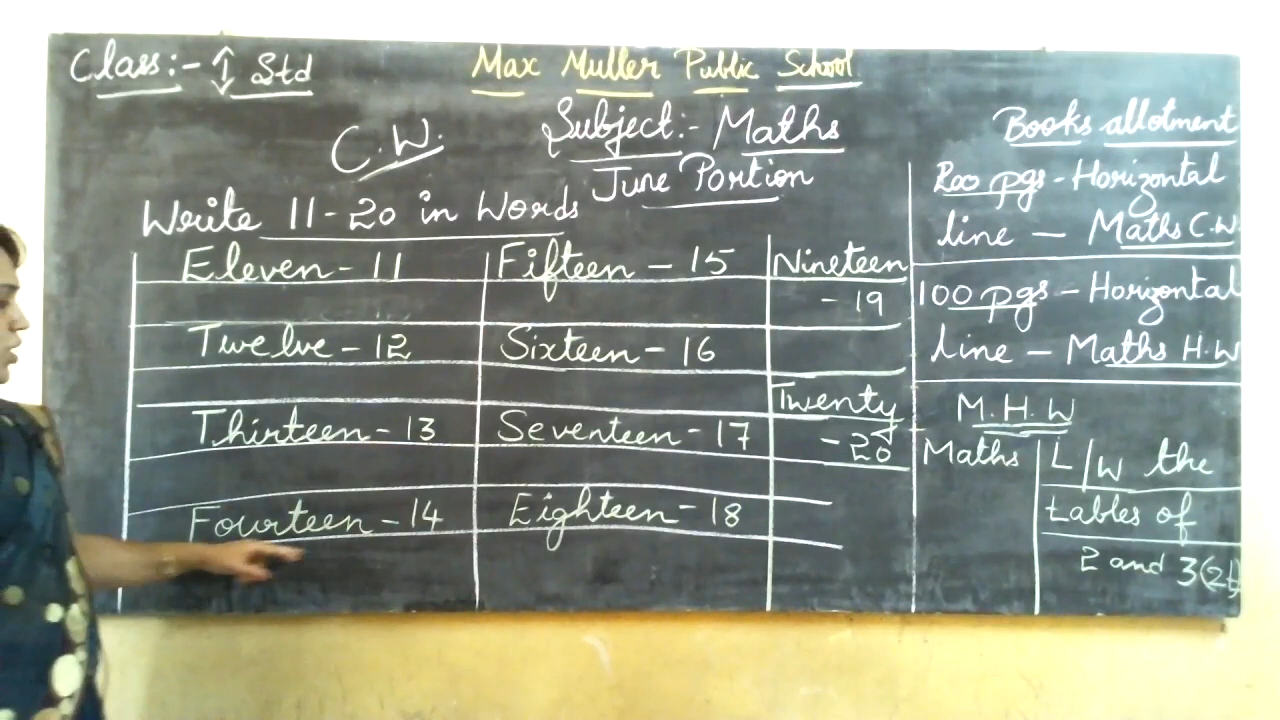 Class:- I Std
Max Muller Public School
Subject:- Maths
C.W.
June Portion
Write 11-20 in Words
Eleven - 11
Twelve - 12
Thirteen - 13
Fourteen - 14
Fifteen - 15
Sixteen - 16
Seventeen - 17
Eighteen - 18
Nineteen
- 19
Twenty
- 20
Books allotment
200 pgs - Horizontal
line - Maths C.W.
100 pgs - Horizontal
line - Maths H.W
M.H.W
Maths
L/W the
tables of
2 and 3(2t)